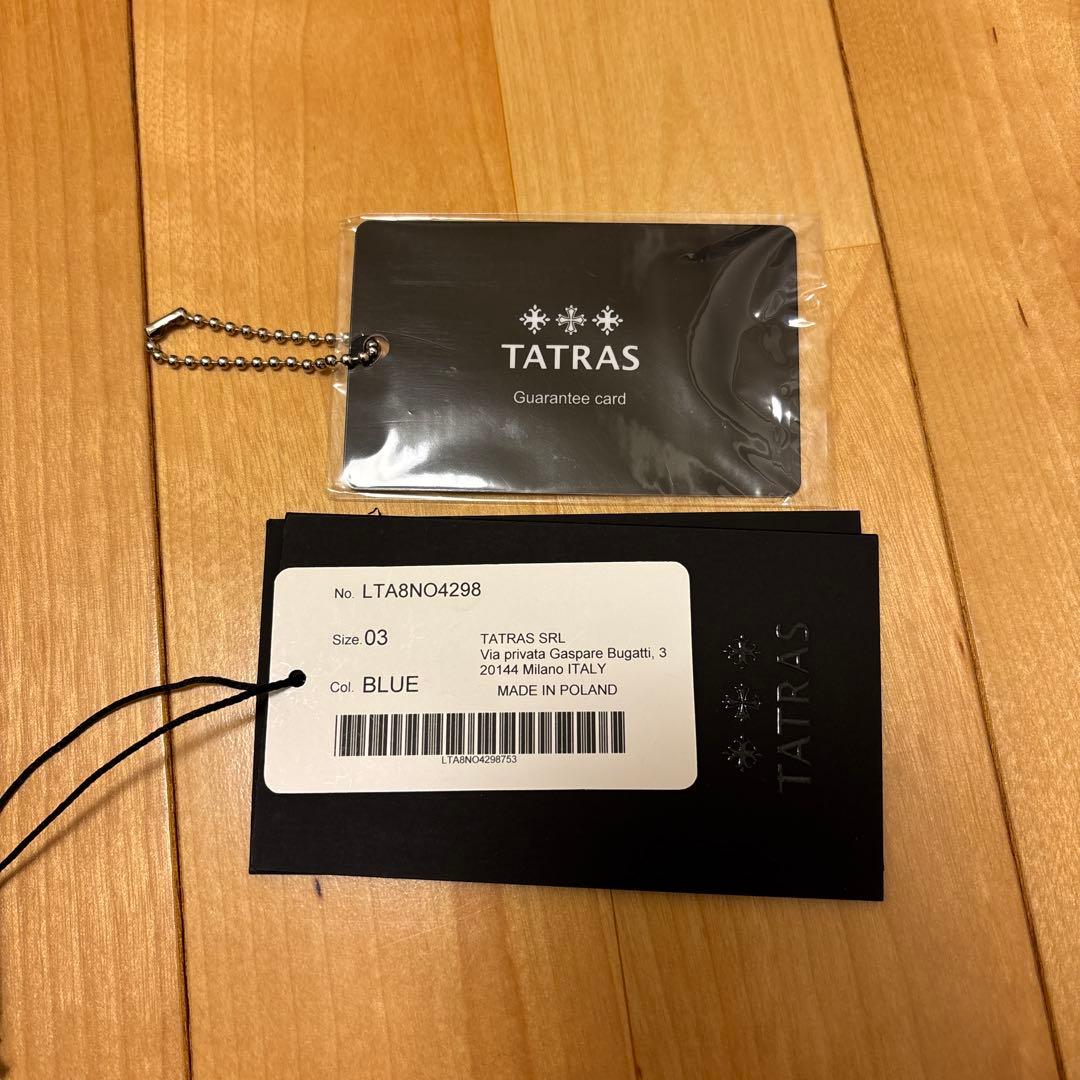 TATRAS
Guarantee card
No. LTA8NO4298
Size. 03
TATRAS SRL
Via privata Gaspare Bugatti, 3
20144 Milano ITALY
Col. BLUE
MADE IN POLAND
LTA8NO4298753
TATRAS